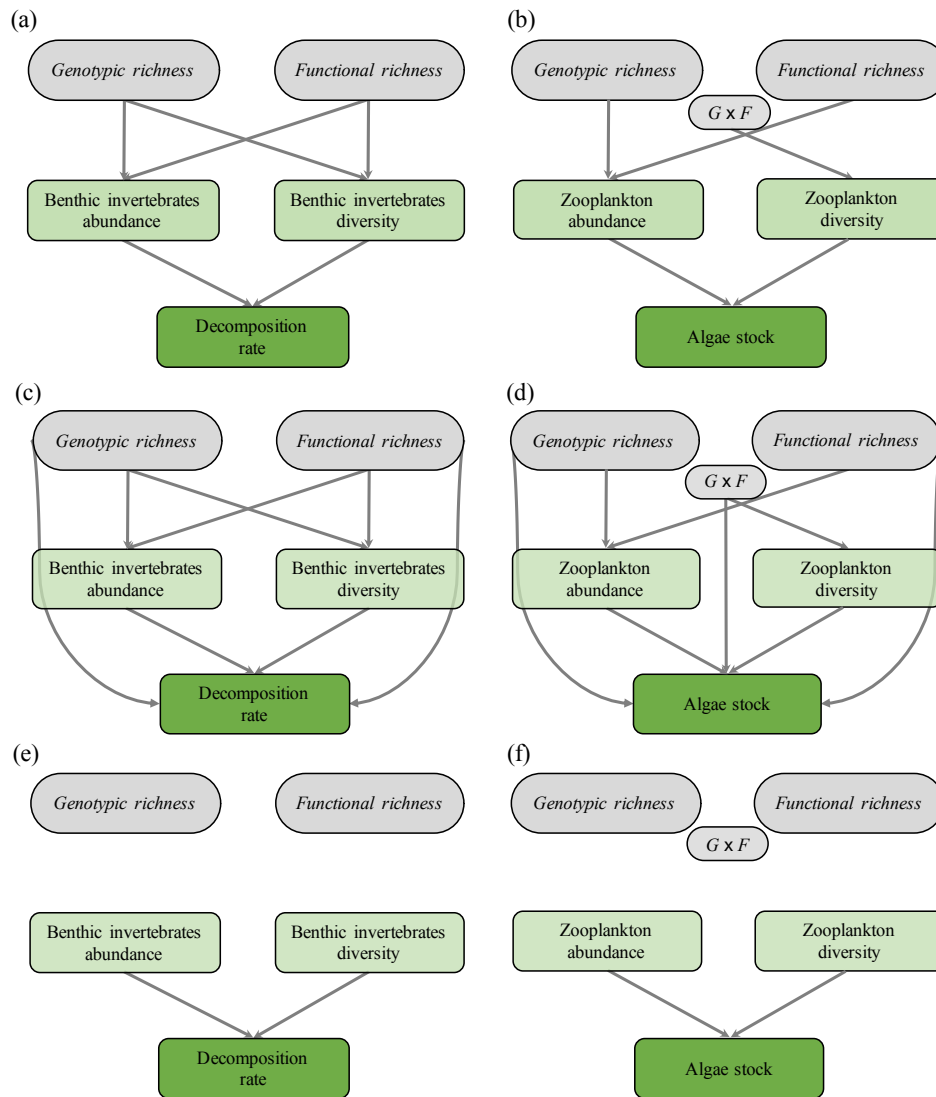 (a)
Genotypic richness
Functional richness
Benthic invertebrates
abundance
Benthic invertebrates
diversity
Decomposition
rate
(b)
Genotypic richness
Functional richness
G x F
Zooplankton
abundance
Zooplankton
diversity
Algae stock
(c)
Genotypic richness
Functional richness
Benthic invertebrates
abundance
Benthic invertebrates
diversity
Decomposition
rate
(d)
Genotypic richness
Functional richness
G x F
Zooplankton
abundance
Zooplankton
diversity
Algae stock
(e)
Genotypic richness
Functional richness
Benthic invertebrates
abundance
Benthic invertebrates
diversity
Decomposition
rate
(f)
Genotypic richness
Functional richness
G x F
Zooplankton
abundance
Zooplankton
diversity
Algae stock